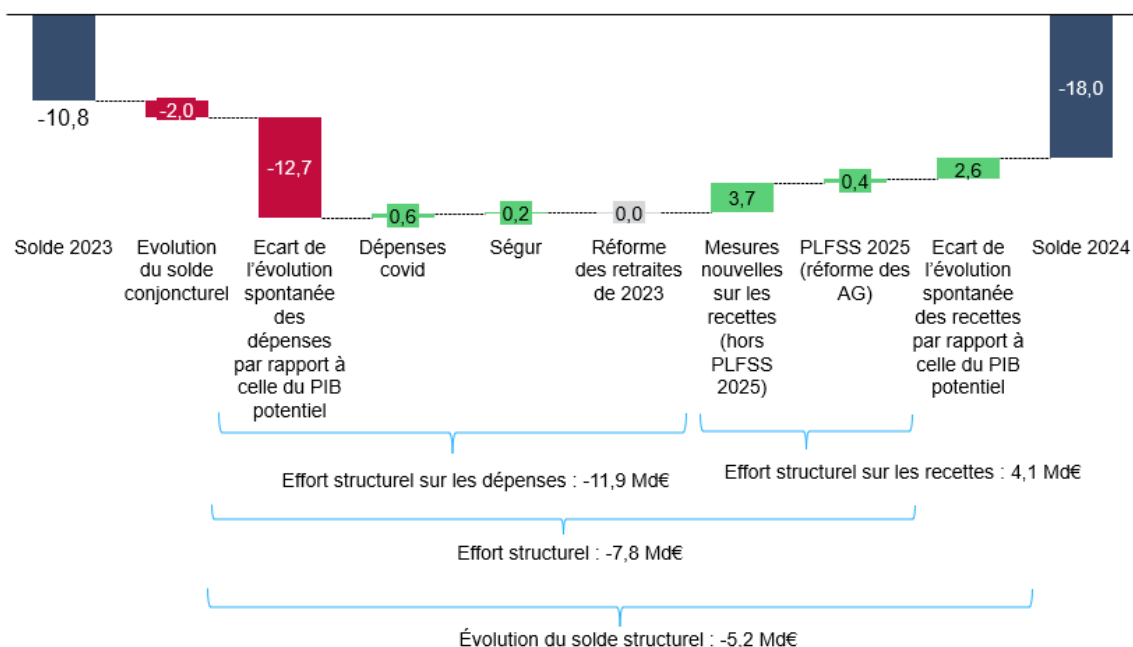 -10,8
-2,0
-12,7
0,6
0,2
0,0
3,7
0,4
2,6
-18,0
Solde 2023
Evolution
du solde
conjoncturel
Ecart de
l'évolution
spontanée
des
dépenses
par rapport à
celle du PIB
potentiel
Dépenses
covid
Ségur
Réforme
des retraites
de 2023
Mesures
nouvelles
sur les
recettes
(hors
PLFSS
2025)
PLFSS 2025
(réforme des
AG)
Ecart de
l'évolution
spontanée
des recettes
par rapport à
celle du PIB
potentiel
Solde 2024
Effort structurel sur les dépenses : -11,9 Md€
Effort structurel sur les recettes : 4,1 Md€
Effort structurel : -7,8 Md€
Évolution du solde structurel : -5,2 Md€